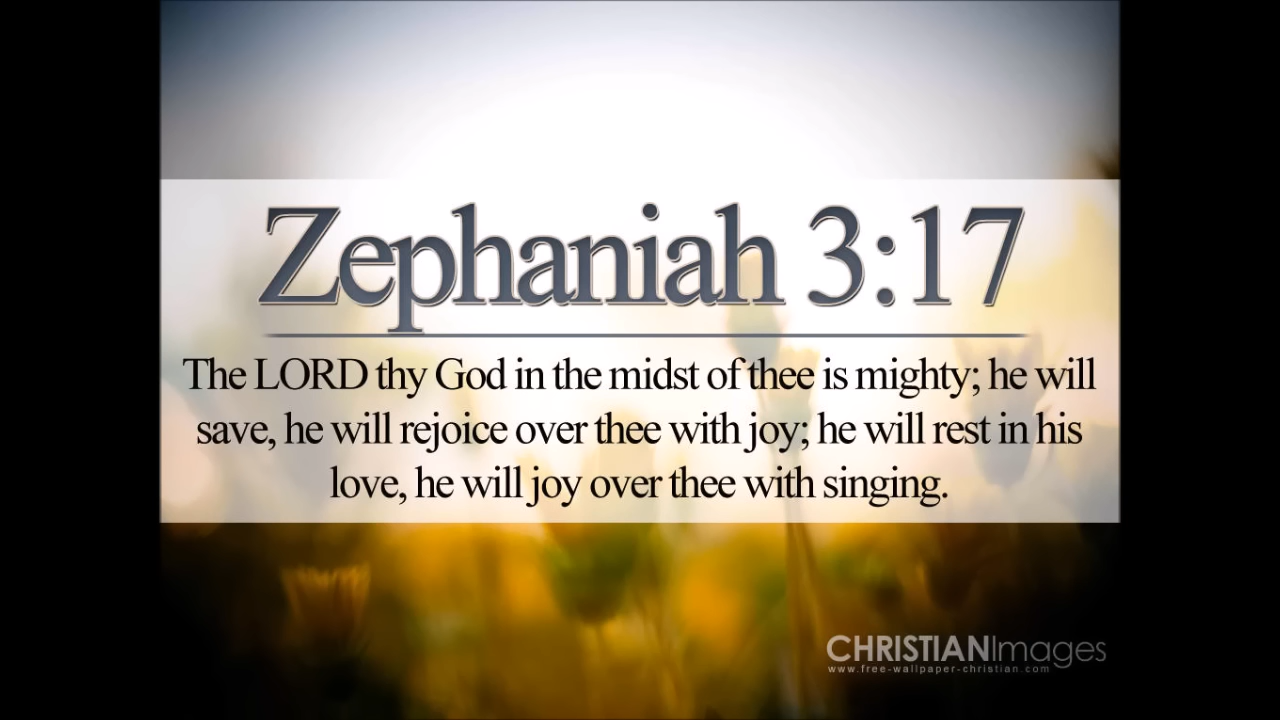 Zephaniah 3:17
The LORD thy God in the midst of thee is mighty; he will
save, he will rejoice over thee with joy; he will rest in his
love, he will joy over thee with singing.
CHRISTIANImages
www.free-wallpaper-christian.com